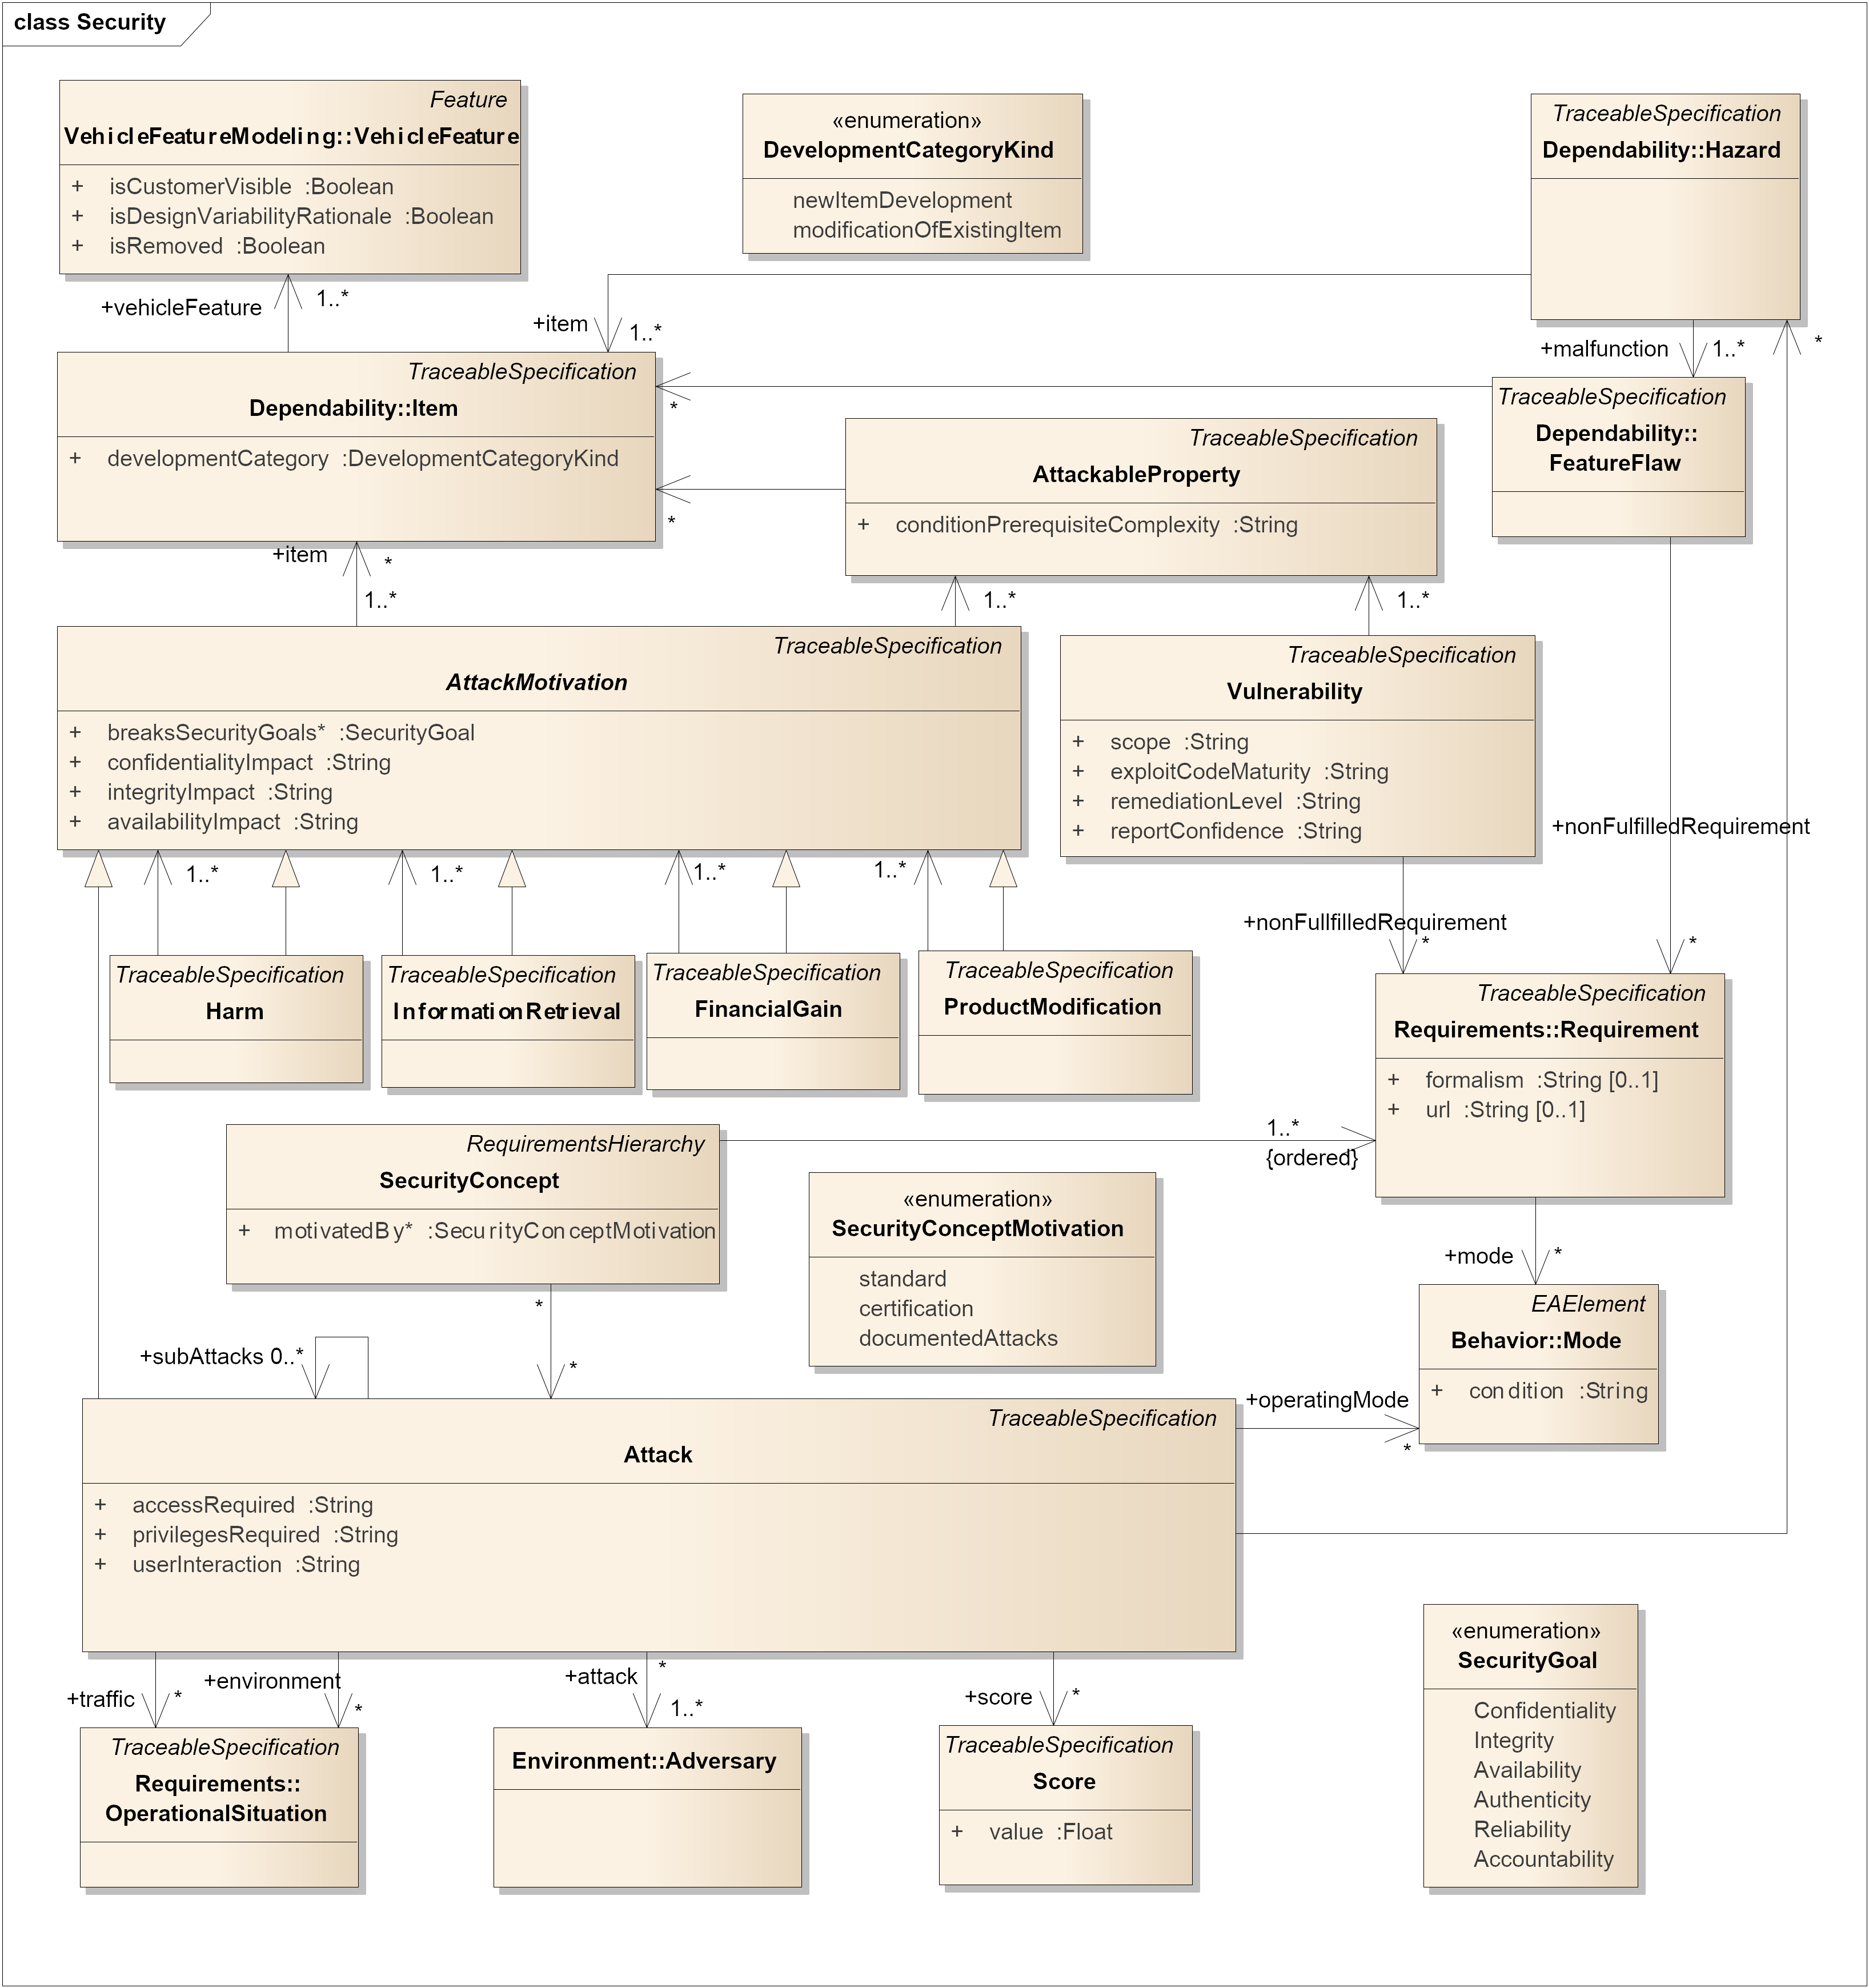 class Security
Feature
VehicleFeatureModeling::VehicleFeature
+ isCustomerVisible :Boolean
+ isDesignVariabilityRationale :Boolean
+ isRemoved :Boolean
«enumeration»
DevelopmentCategoryKind
newItemDevelopment
modificationOfExistingItem
TraceableSpecification
Dependability::Hazard
+vehicleFeature
1..*
+item
1..*
+malfunction
1..*
*
TraceableSpecification
Dependability::Item
+ developmentCategory :DevelopmentCategoryKind
*
*
TraceableSpecification
Dependability::
FeatureFlaw
TraceableSpecification
AttackableProperty
+ conditionPrerequisiteComplexity :String
+item
*
1..*
1..*
1..*
TraceableSpecification
AttackMotivation
+ breaksSecurityGoals* :SecurityGoal
+ confidentialityImpact :String
+ integrityImpact :String
+ availabilityImpact :String
TraceableSpecification
Vulnerability
+ scope :String
+ exploitCodeMaturity :String
+ remediationLevel :String
+ reportConfidence :String
+nonFulfilledRequirement
*
1..*
1..*
1..*
1..*
+nonFullfilledRequirement
*
TraceableSpecification
Harm
TraceableSpecification
InformationRetrieval
TraceableSpecification
FinancialGain
TraceableSpecification
ProductModification
TraceableSpecification
Requirements::Requirement
+ formalism :String [0..1]
+ url :String [0..1]
RequirementsHierarchy
SecurityConcept
+ motivatedBy* :SecurityConceptMotivation
1..*
{ordered}
«enumeration»
SecurityConceptMotivation
standard
certification
documentedAttacks
+mode
*
EAElement
Behavior::Mode
+ condition :String
*
*
+subAttacks 0..*
+operatingMode
*
TraceableSpecification
Attack
+ accessRequired :String
+ privilegesRequired :String
+ userInteraction :String
+traffic
*
+environment
*
+attack
*
1..*
+score
*
TraceableSpecification
Requirements::
OperationalSituation
Environment::Adversary
TraceableSpecification
Score
+ value :Float
«enumeration»
SecurityGoal
Confidentiality
Integrity
Availability
Authenticity
Reliability
Accountability